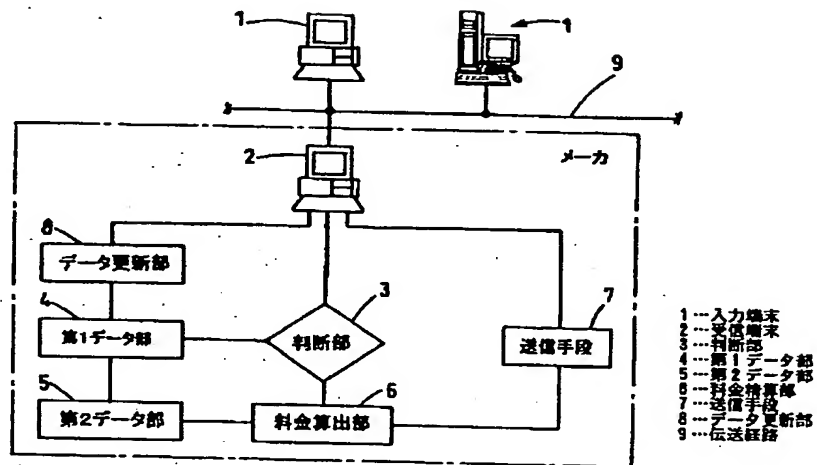 1
1
9
2
メーカ
8
データ更新部
3
4
第1データ部
判断部
7
送信手段
5
第2データ部
6
料金算出部
1…入力端末
2…受信端末
3…判断部
4…第1データ部
5…第2データ部
6…料金精算部
7…送信手段
8…データ更新部
9…伝送経路